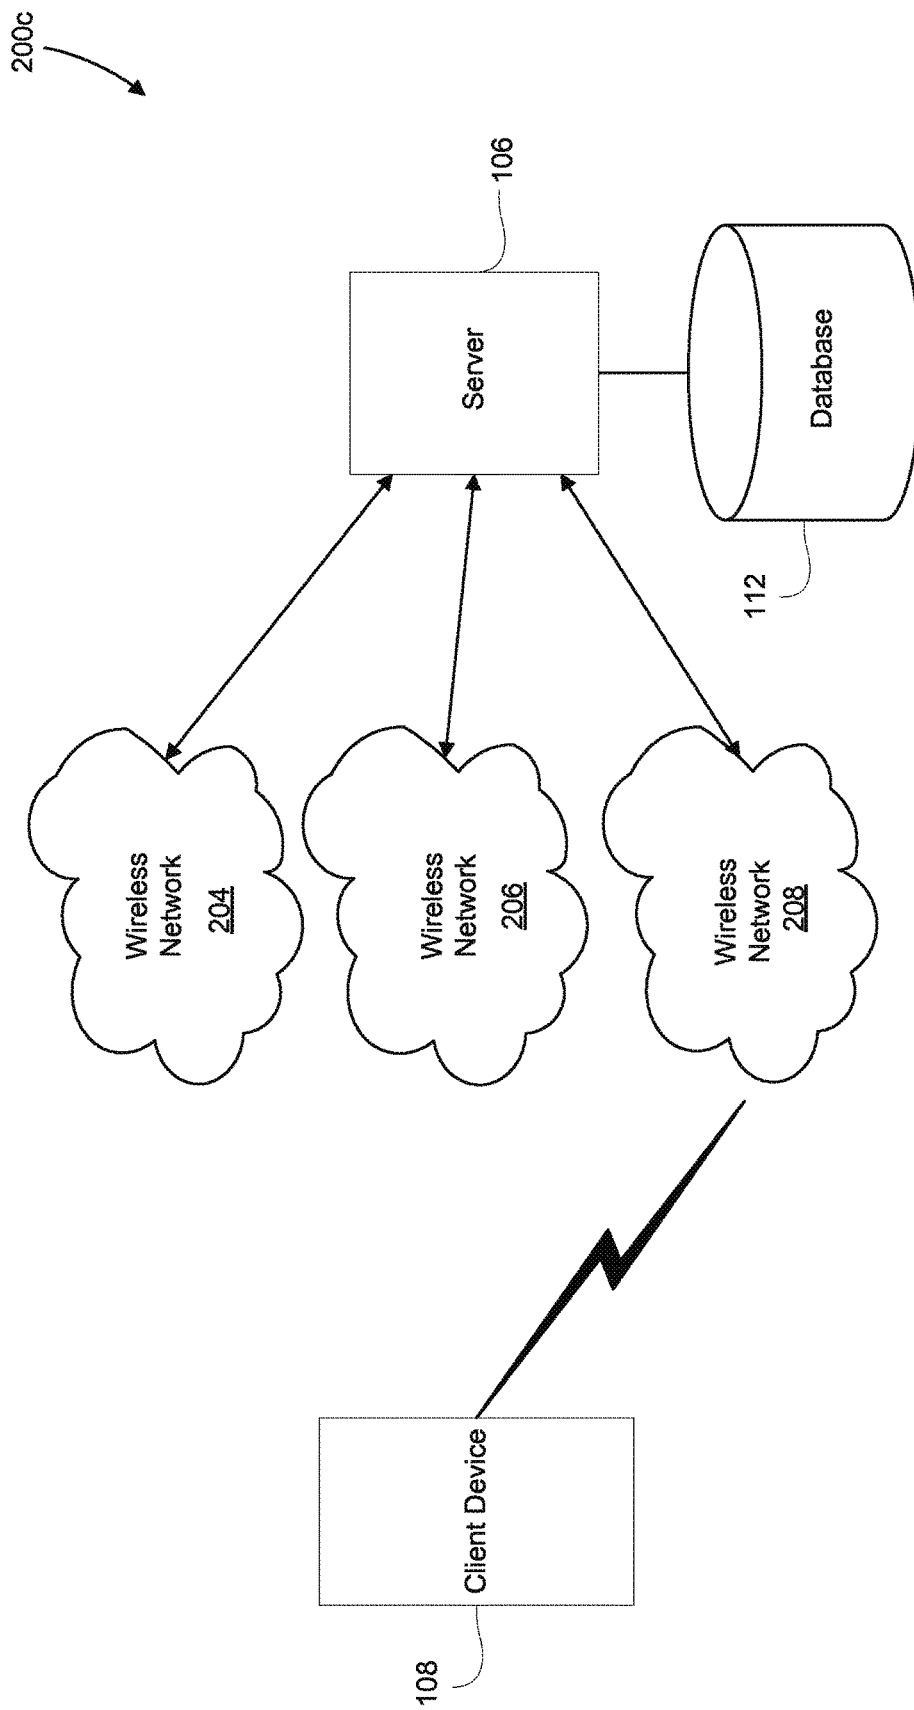 200c
Wireless
Network
204
Wireless
Network
206
Wireless
Network
208
Server
106
Database
112
Client Device
108